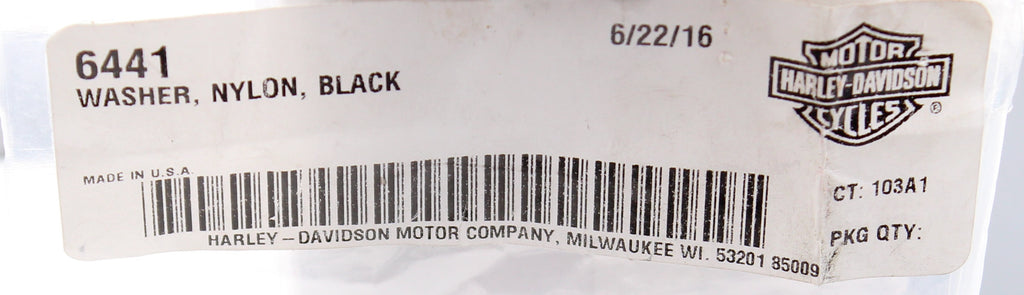 6441
WASHER, NYLON, BLACK
6/22/16
MOTOR
HARLEY-DAVIDSON
CYCLES
®
MADE IN U.S.A.
CT: 103A1
PKG QTY:
HARLEY-DAVIDSON MOTOR COMPANY, MILWAUKEE WI. 53201 85009